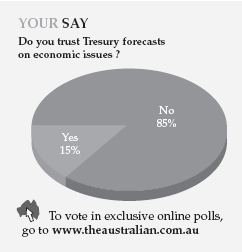 YOUR SAY
Do you trust Tresury forecasts
on economic issues ?
No
85%
Yes
15%
To vote in exclusive online polls,
go to www.theaustralian.com.au